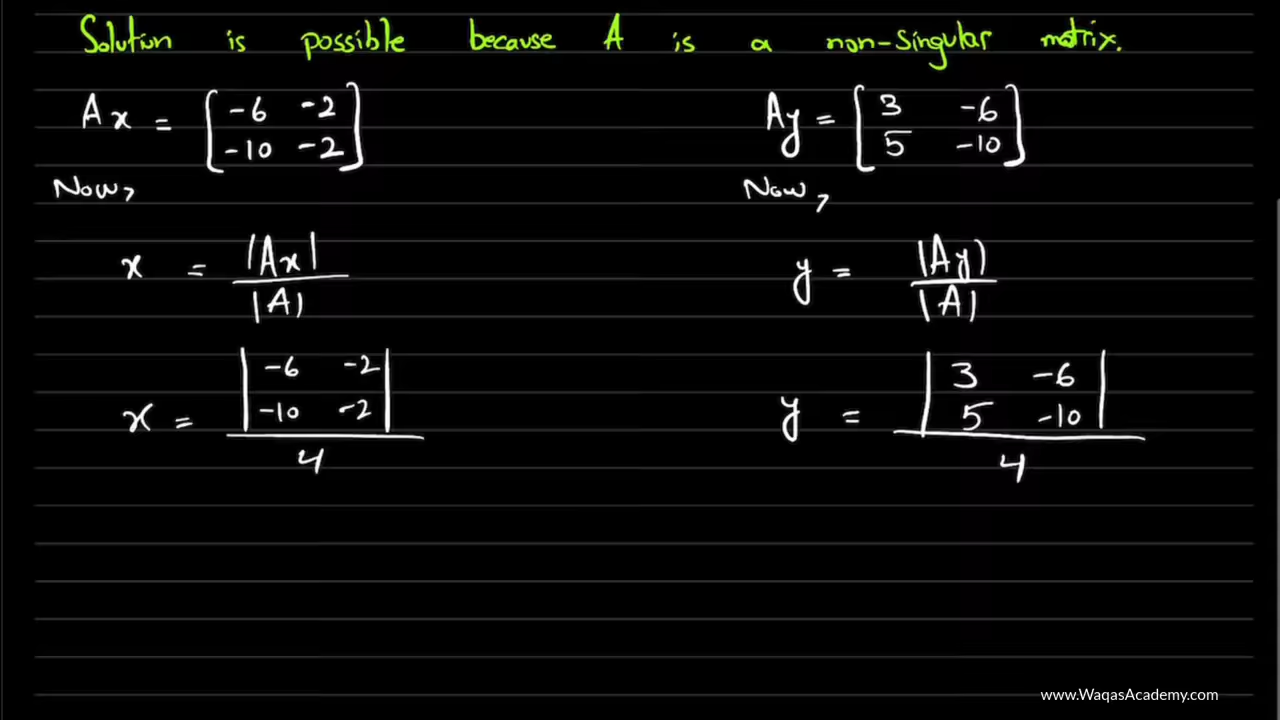 Solution is possible because A is a non-singular matrix.
Ax = [-6 -2
-10 -2]
Now,
x = |Ax|
|A|
x = |-6 -2
-10 -2|
4
Ay = [3 -6
5 -10]
Now,
y = |Ay|
|A|
y = |3 -6
5 -10|
4
www.WaqasAcademy.com